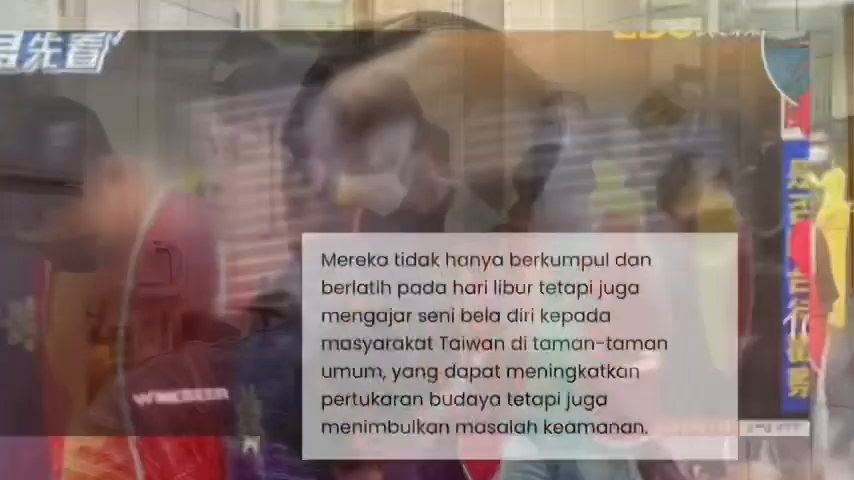 先看
Mereka tidak hanya berkumpul dan
berlatih pada hari libur tetapi juga
mengajar seni bela diri kepada
masyarakat Taiwan di taman-taman
umum, yang dapat meningkatkan
pertukaran budaya tetapi juga
menimbulkan masalah keamanan.